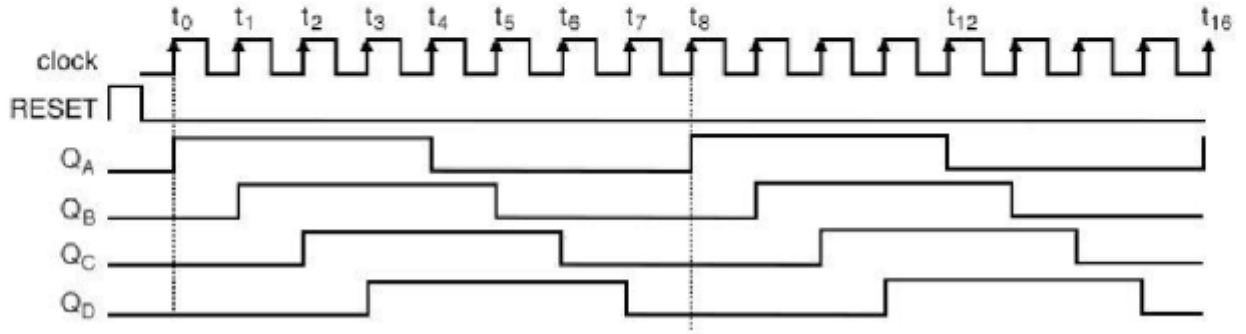 t0 t1 t2 t3 t4 t5 t6 t7 t8 t12 t16
clock
RESET
QA
QB
QC
QD